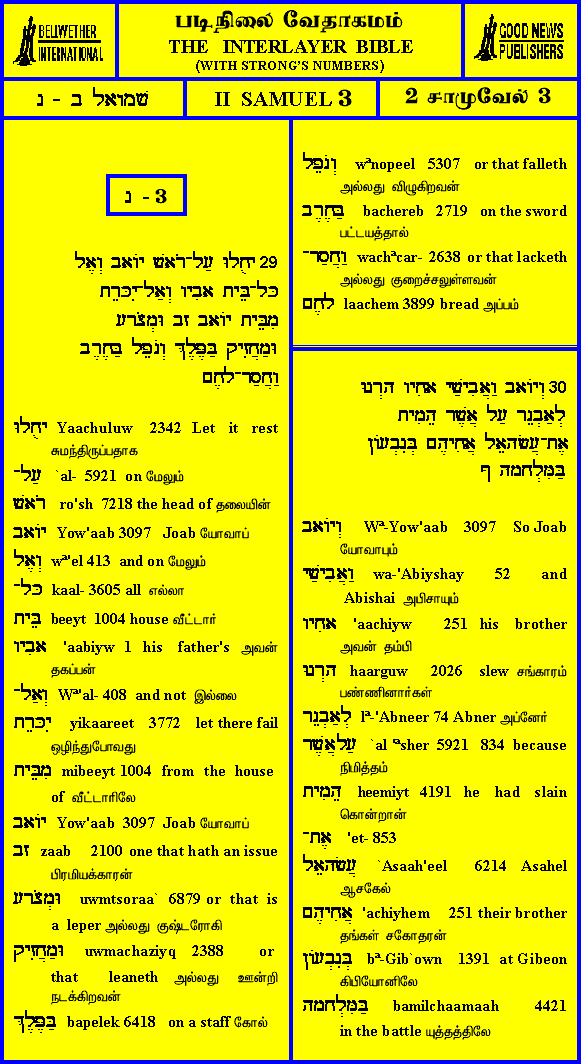 BELLWETHER
INTERNATIONAL
படிநிலை வேதாகமம்
THE INTERLAYER BIBLE
(WITH STRONG'S NUMBERS)
GOOD NEWS
PUBLISHERS
שמואל ב - נ
II SAMUEL 3
2 சாமுவேல் 3
נ - 3
29 יָחֻלוּ עַל־רֹאשׁ יוֹאָב וְאֶל
כָּל־בֵּית אָבִיו וְאַל־יִכָּרֵת
מִבֵּית יוֹאָב זָב וּמְצֹרָע
וּמַחֲזִיק בַּפֶּלֶךְ וְנֹפֵל בַּחֶרֶב
וַחֲסַר־לָחֶם
יָחֻלוּ Yaachuluw 2342 Let it rest
சுமந்திருப்பதாக
עַל־ `al- 5921 on மேலும்
רֹאשׁ ro'sh 7218 the head of தலையின்
יוֹאָב Yow'aab 3097 Joab யோவாப்
וְאֶל wª'el 413 and on மேலும்
כָּל־ kaal- 3605 all எல்லா
בֵּית beeyt 1004 house வீட்டார்
אָבִיו 'aabiyw 1 his father's அவன்
தகப்பன்
וְאַל־ Wª'al- 408 and not இல்லை
יִכָּרֵת yikaareet 3772 let there fail
ஒழிந்துபோவது
מִבֵּית mibeeyt 1004 from the house
of வீட்டாரிலே
יוֹאָב Yow'aab 3097 Joab யோவாப்
זָב zaab 2100 one that hath an issue
பிரமியக்காரன்
וּמְצֹרָע uwmtsoraa` 6879 or that is
a leper அல்லது குஷ்டரோகி
וּמַחֲזִיק uwmachaziyq 2388 or
that leaneth அல்லது ஊன்றி
நடக்கிறவன்
בַּפֶּלֶךְ bapelek 6418 on a staff கோல்
וְנֹפֵל wªnopeel 5307 or that falleth
அல்லது விழுகிறவன்
בַּחֶרֶב bachereb 2719 on the sword
பட்டயத்தால்
וַחֲסַר־ wachªcar- 2638 or that lacketh
அல்லது குறைச்சலுள்ளவன்
לָחֶם laachem 3899 bread அப்பம்
30 וְיוֹאָב וַאֲבִישַׁי אָחִיו הָרְגוּ
לְאַבְנֵר עַל אֲשֶׁר הֵמִית
אֶת־עֲשָׂהאֵל אֲחִיהֶם בְּגִבְעוֹן
בַּמִּלְחָמָה ף
וְיוֹאָב Wª-Yow'aab 3097 So Joab
யோவாபும்
וַאֲבִישַׁי wa-'Abiyshay 52 and
Abishai அபிசாயும்
אָחִיו 'aachiyw 251 his brother
அவன் தம்பி
הָרְגוּ haarguw 2026 slew சங்காரம்
பண்ணினார்கள்
לְאַבְנֵר lª-'Abneer 74 Abner அப்னேர்
עַלאֲשֶׁר `al ªsher 5921 834 because
நிமித்தம்
הֵמִית heemiyt 4191 he had slain
கொன்றான்
אֶת־ 'et- 853
עֲשָׂהאֵל `Asaah'eel 6214 Asahel
ஆசகேல்
אֲחִיהֶם 'achiyhem 251 their brother
தங்கள் சகோதரன்
בְּגִבְעוֹן bª-Gib`own 1391 at Gibeon
கிபியோனிலே
בַּמִּלְחָמָה bamilchaamaah 4421
in the battle யுத்தத்திலே